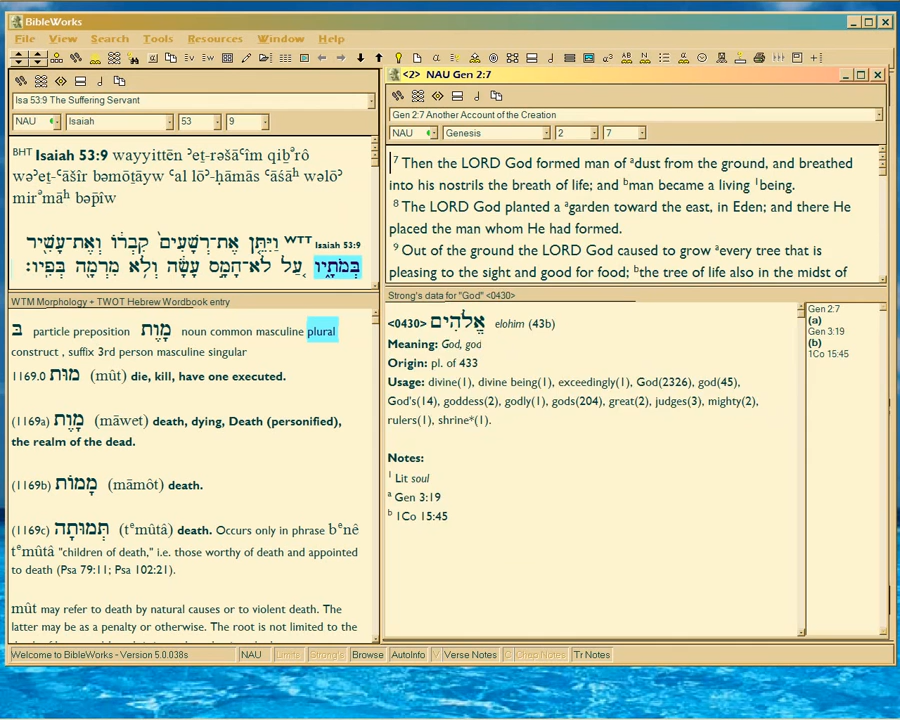 BibleWorks
File View Search Tools Resources Window Help
Isa 53:9 The Suffering Servant
NAU Isaiah 53 9
BHT Isaiah 53:9 wayyittēn ʾet-rəšāʿîm qibᵊrô
wəʾet-ʿāšîr bəmōṯāyw ʿal lōʾ-ḥāmās ʿāśāʰ wəlōʾ
mirᵊmāʰ bəp̄îw
WTT Isaiah 53:9 וַיִּתֵּן אֶת־רְשָׁעִים֙ קִבְר֔וֹ וְאֶת־עָשִׁ֖יר
בְּמֹתָ֑יו עַ֚ל לֹא־חָמָ֣ס עָשָׂ֔ה וְלֹ֥א מִרְמָ֖ה בְּפִֽיו׃
WTM Morphology + TWOT Hebrew Wordbook entry
בּ particle preposition מָוֶת noun common masculine plural
construct , suffix 3rd person masculine singular
1169.0 מוּת (mût) die, kill, have one executed.
(1169a) מָוֶת (māwet) death, dying, Death (personified),
the realm of the dead.
(1169b) מָמוֹת (māmôt) death.
(1169c) תְּמוּתָה (tᵉmûtâ) death. Occurs only in phrase bᵉnê
tᵉmûtâ "children of death," i.e. those worthy of death and appointed
to death (Psa 79:11; Psa 102:21).
mût may refer to death by natural causes or to violent death. The
latter may be as a penalty or otherwise. The root is not limited to the
<2> NAU Gen 2:7
Gen 2:7 Another Account of the Creation
NAU Genesis 2 7
7 Then the LORD God formed man of ᵃdust from the ground, and breathed
into his nostrils the breath of life; and ᵇman became a living ¹being.
8 The LORD God planted a ᵃgarden toward the east, in Eden; and there He
placed the man whom He had formed.
9 Out of the ground the LORD God caused to grow ᵃevery tree that is
pleasing to the sight and good for food; ᵇthe tree of life also in the midst of
Strong's data for "God" <0430>
<0430> אֱלֹהִים elohim (43b)
Meaning: God, god
Origin: pl. of 433
Usage: divine(1), divine being(1), exceedingly(1), God(2326), god(45),
God's(14), goddess(2), godly(1), gods(204), great(2), judges(3), mighty(2),
rulers(1), shrine*(1).
Notes:
1 Lit soul
a Gen 3:19
b 1Co 15:45
Gen 2:7
(a)
Gen 3:19
(b)
1Co 15:45
Welcome to BibleWorks - Version 5.0.038s NAU Limits Strong's Browse AutoInfo V Verse Notes C Chap Notes Tr Notes